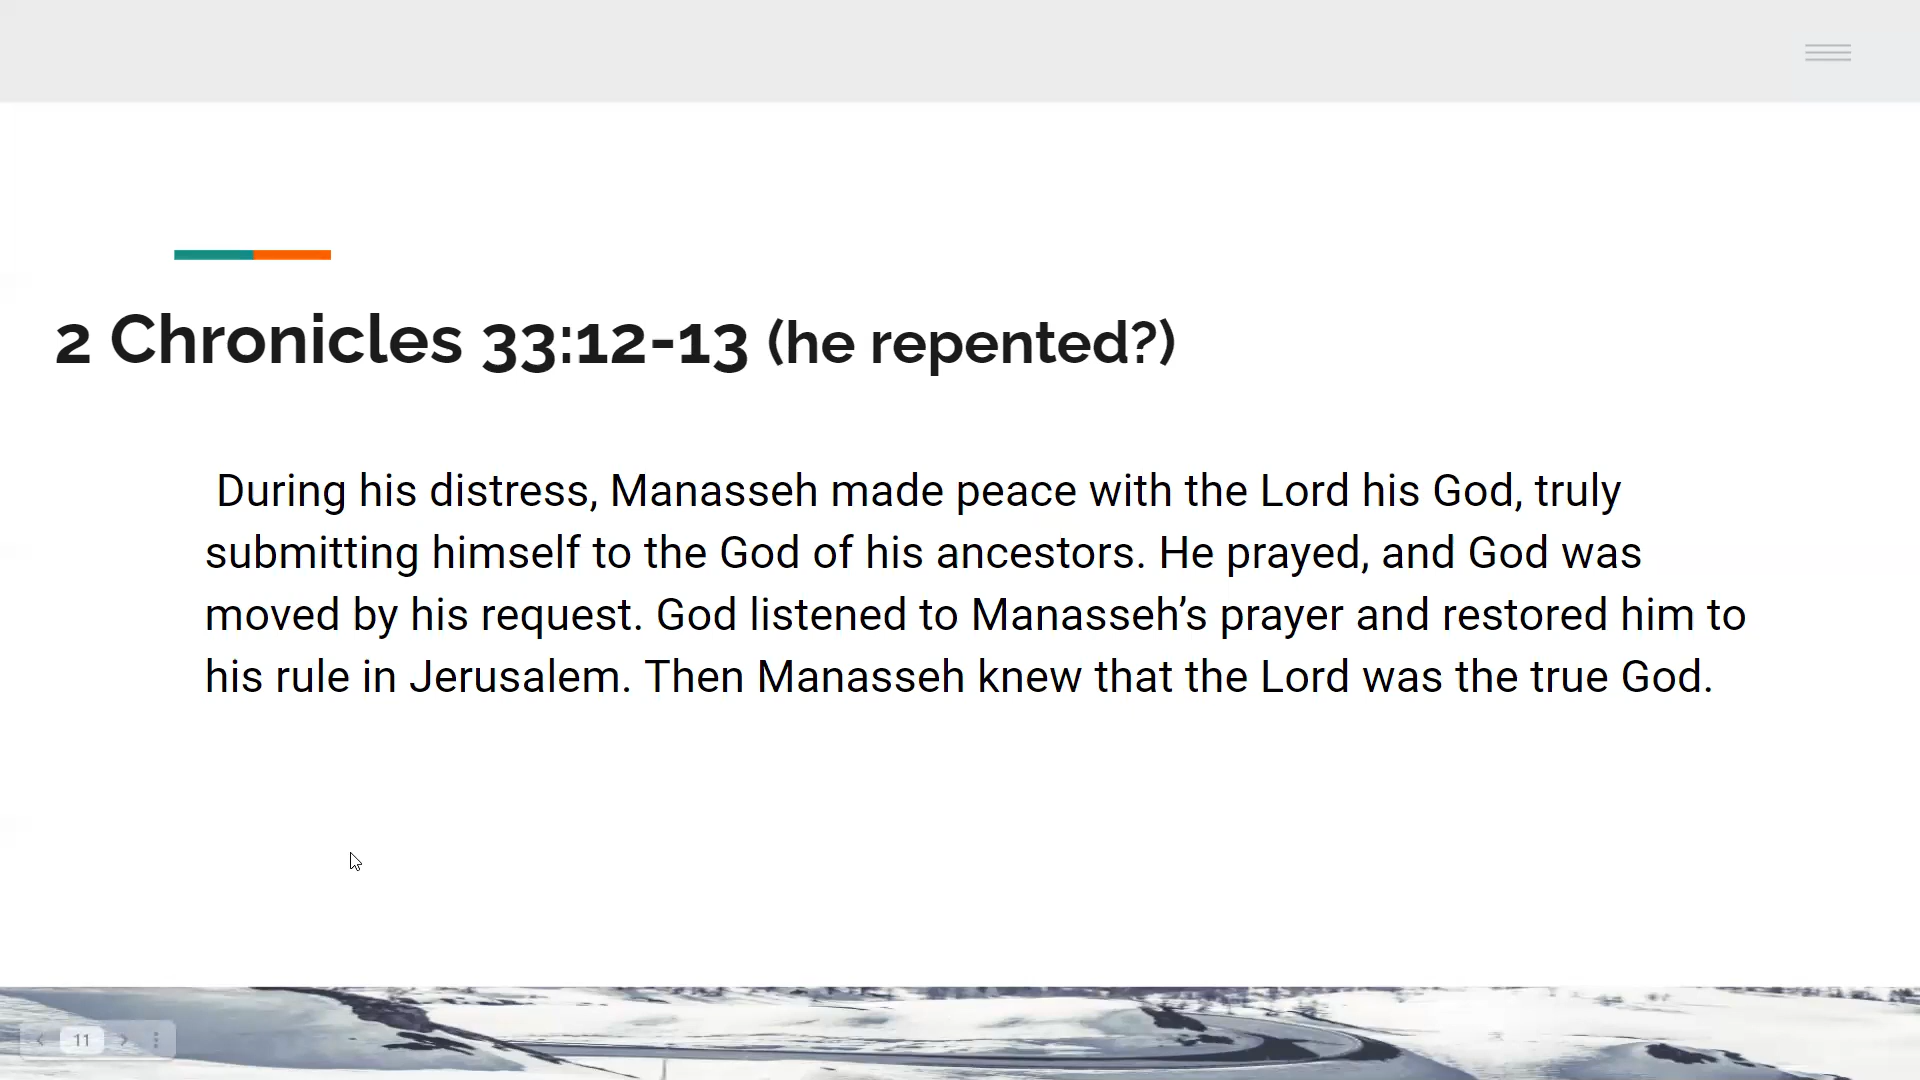 2 Chronicles 33:12-13 (he repented?)
During his distress, Manasseh made peace with the Lord his God, truly
submitting himself to the God of his ancestors. He prayed, and God was
moved by his request. God listened to Manasseh’s prayer and restored him to
his rule in Jerusalem. Then Manasseh knew that the Lord was the true God.
11